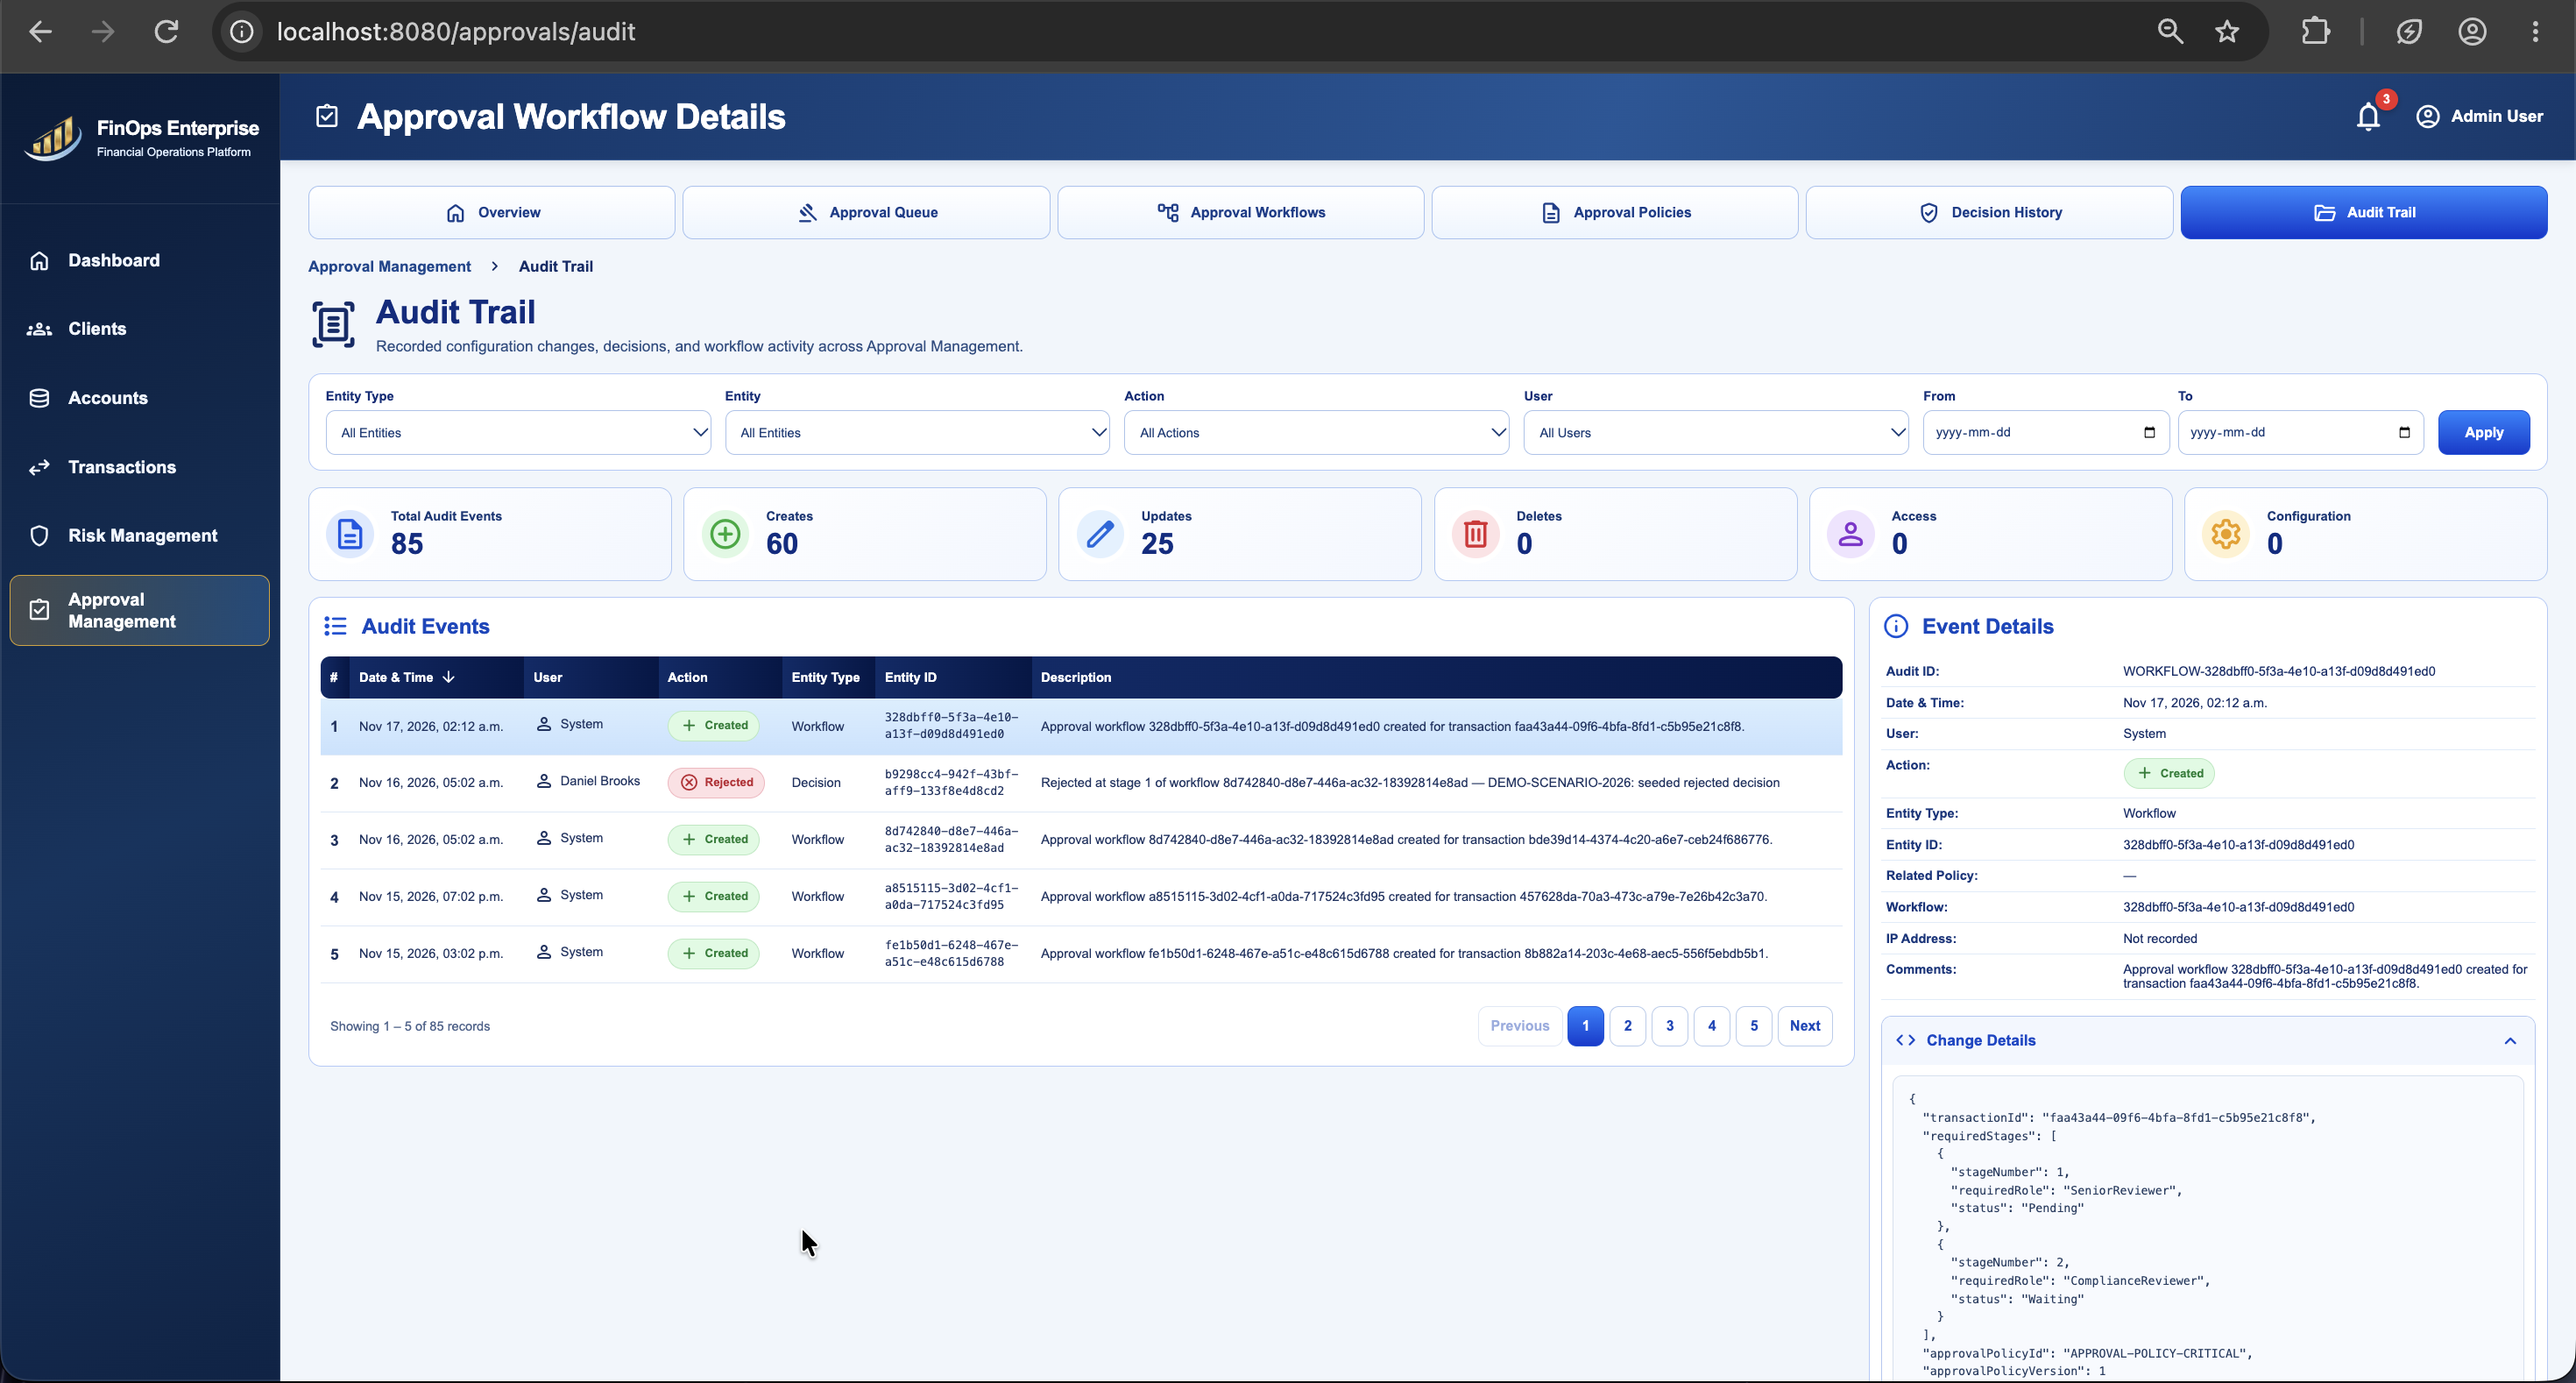 localhost:8080/approvals/audit
FinOps Enterprise
Financial Operations Platform
Approval Workflow Details
3
Admin User
Dashboard
Clients
Accounts
Transactions
Risk Management
Approval
Management
Overview
Approval Queue
Approval Workflows
Approval Policies
Decision History
Audit Trail
Approval Management > Audit Trail
Audit Trail
Recorded configuration changes, decisions, and workflow activity across Approval Management.
Entity Type Entity Action User From To
All Entities All Entities All Actions All Users yyyy-mm-dd yyyy-mm-dd Apply
Total Audit Events
85
Creates
60
Updates
25
Deletes
0
Access
0
Configuration
0
Audit Events
# Date & Time ↓ User Action Entity Type Entity ID Description
1 Nov 17, 2026, 02:12 a.m. System + Created Workflow 328dbff0-5f3a-4e10-
a13f-d09d8d491ed0 Approval workflow 328dbff0-5f3a-4e10-a13f-d09d8d491ed0 created for transaction faa43a44-09f6-4bfa-8fd1-c5b95e21c8f8.
2 Nov 16, 2026, 05:02 a.m. Daniel Brooks Rejected Decision b9298cc4-942f-43bf-
aff9-133f8e4d8cd2 Rejected at stage 1 of workflow 8d742840-d8e7-446a-ac32-18392814e8ad — DEMO-SCENARIO-2026: seeded rejected decision
3 Nov 16, 2026, 05:02 a.m. System + Created Workflow 8d742840-d8e7-446a-
ac32-18392814e8ad Approval workflow 8d742840-d8e7-446a-ac32-18392814e8ad created for transaction bde39d14-4374-4c20-a6e7-ceb24f686776.
4 Nov 15, 2026, 07:02 p.m. System + Created Workflow a8515115-3d02-4cf1-
a0da-717524c3fd95 Approval workflow a8515115-3d02-4cf1-a0da-717524c3fd95 created for transaction 457628da-70a3-473c-a79e-7e26b42c3a70.
5 Nov 15, 2026, 03:02 p.m. System + Created Workflow fe1b50d1-6248-467e-
a51c-e48c615d6788 Approval workflow fe1b50d1-6248-467e-a51c-e48c615d6788 created for transaction 8b882a14-203c-4e68-aec5-556f5ebdb5b1.
Showing 1 – 5 of 85 records
Previous 1 2 3 4 5 Next
Event Details
Audit ID: WORKFLOW-328dbff0-5f3a-4e10-a13f-d09d8d491ed0
Date & Time: Nov 17, 2026, 02:12 a.m.
User: System
Action: + Created
Entity Type: Workflow
Entity ID: 328dbff0-5f3a-4e10-a13f-d09d8d491ed0
Related Policy: —
Workflow: 328dbff0-5f3a-4e10-a13f-d09d8d491ed0
IP Address: Not recorded
Comments: Approval workflow 328dbff0-5f3a-4e10-a13f-d09d8d491ed0 created for
transaction faa43a44-09f6-4bfa-8fd1-c5b95e21c8f8.
Change Details
{
"transactionId": "faa43a44-09f6-4bfa-8fd1-c5b95e21c8f8",
"requiredStages": [
{
"stageNumber": 1,
"requiredRole": "SeniorReviewer",
"status": "Pending"
},
{
"stageNumber": 2,
"requiredRole": "ComplianceReviewer",
"status": "Waiting"
}
],
"approvalPolicyId": "APPROVAL-POLICY-CRITICAL",
"approvalPolicyVersion": 1